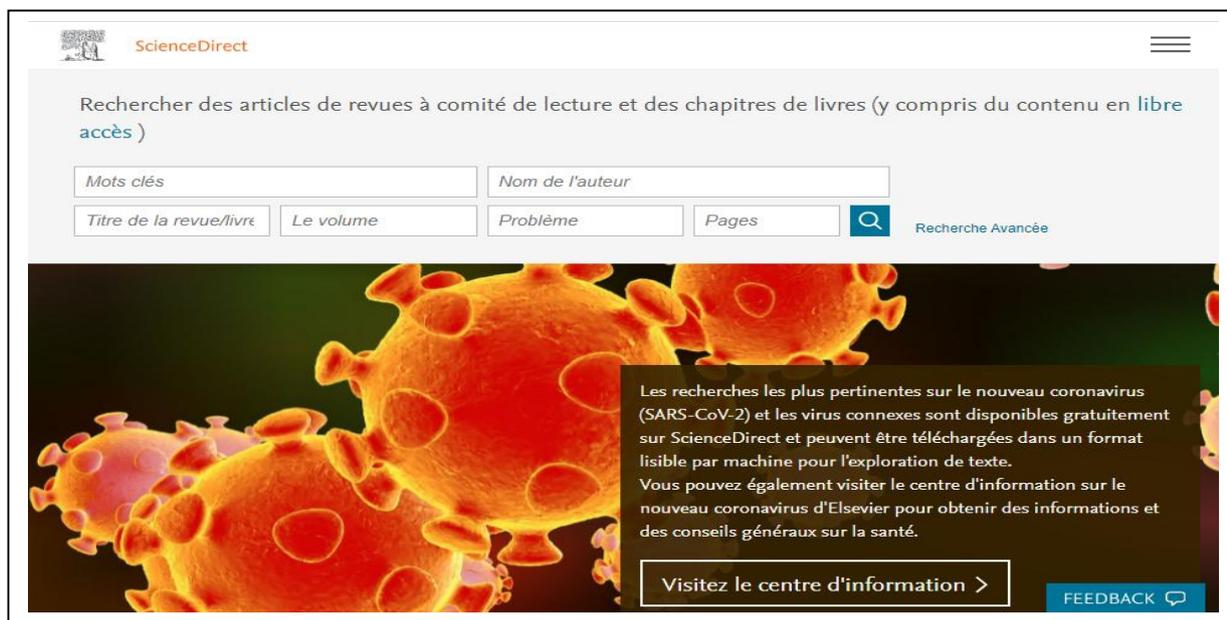 ScienceDirect
Rechercher des articles de revues à comité de lecture et des chapitres de livres (y compris du contenu en libre
accès )
Mots clés
Nom de l'auteur
Titre de la revue/livre
Le volume
Problème
Pages
Recherche Avancée
Les recherches les plus pertinentes sur le nouveau coronavirus
(SARS-CoV-2) et les virus connexes sont disponibles gratuitement
sur ScienceDirect et peuvent être téléchargées dans un format
lisible par machine pour l'exploration de texte.
Vous pouvez également visiter le centre d'information sur le
nouveau coronavirus d'Elsevier pour obtenir des informations et
des conseils généraux sur la santé.
Visitez le centre d'information >
FEEDBACK